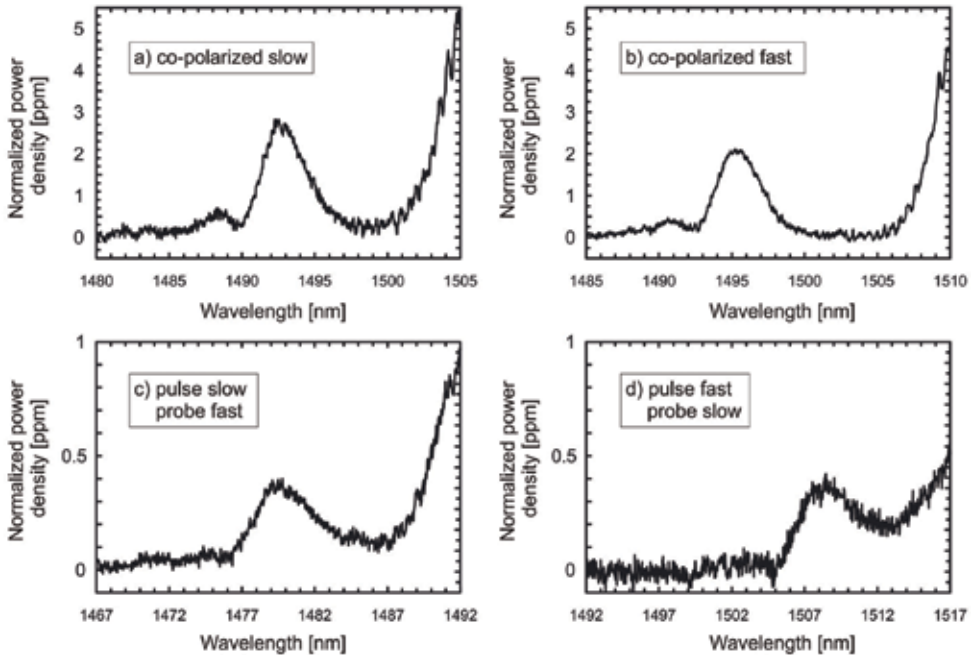 Normalized power
density [ppm]
5
4
3
2
1
0
a) co-polarized slow
1480 1485 1490 1495 1500 1505
Wavelength [nm]
Normalized power
density [ppm]
5
4
3
2
1
0
b) co-polarized fast
1485 1490 1495 1500 1505 1510
Wavelength [nm]
Normalized power
density [ppm]
1
0.5
0
c) pulse slow
probe fast
1467 1472 1477 1482 1487 1492
Wavelength [nm]
Normalized power
density [ppm]
1
0.5
0
d) pulse fast
probe slow
1492 1497 1502 1507 1512 1517
Wavelength [nm]